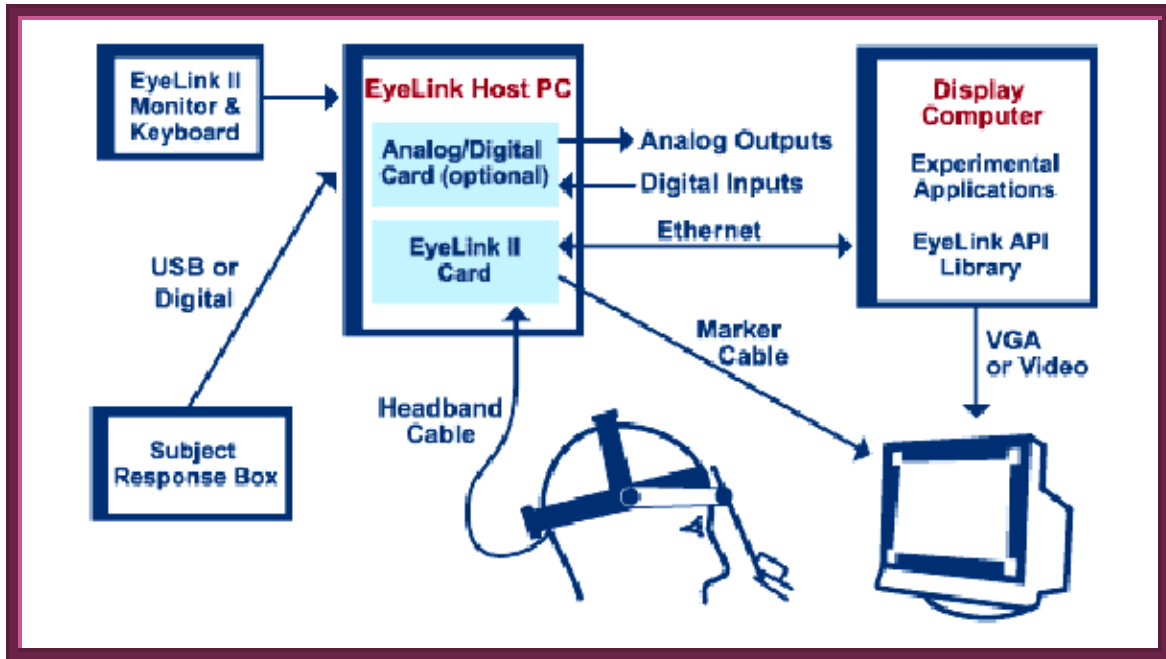 EyeLink II
Monitor &
Keyboard
EyeLink Host PC
Analog/Digital
Card (optional)
EyeLink II
Card
Analog Outputs
Digital Inputs
Ethernet
Display
Computer
Experimental
Applications
EyeLink API
Library
USB or
Digital
Marker
Cable
VGA
or Video
Headband
Cable
Subject
Response Box